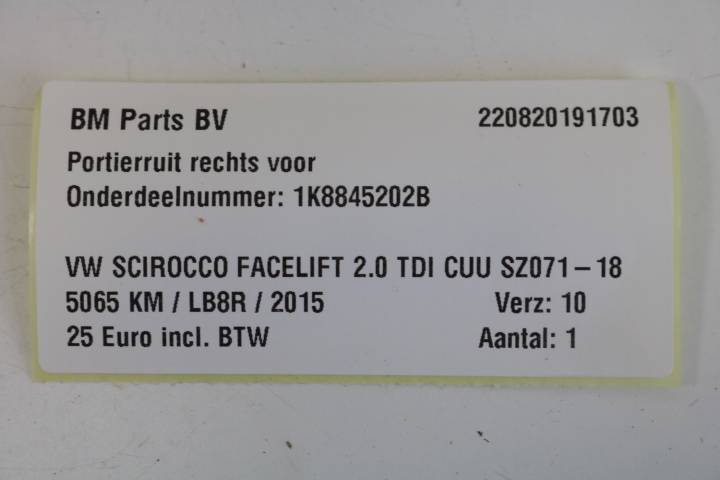 BM Parts BV 220820191703
Portierruit rechts voor
Onderdeelnummer: 1K8845202B
VW SCIROCCO FACELIFT 2.0 TDI CUU SZ071-18
5065 KM / LB8R / 2015 Verz: 10
25 Euro incl. BTW Aantal: 1